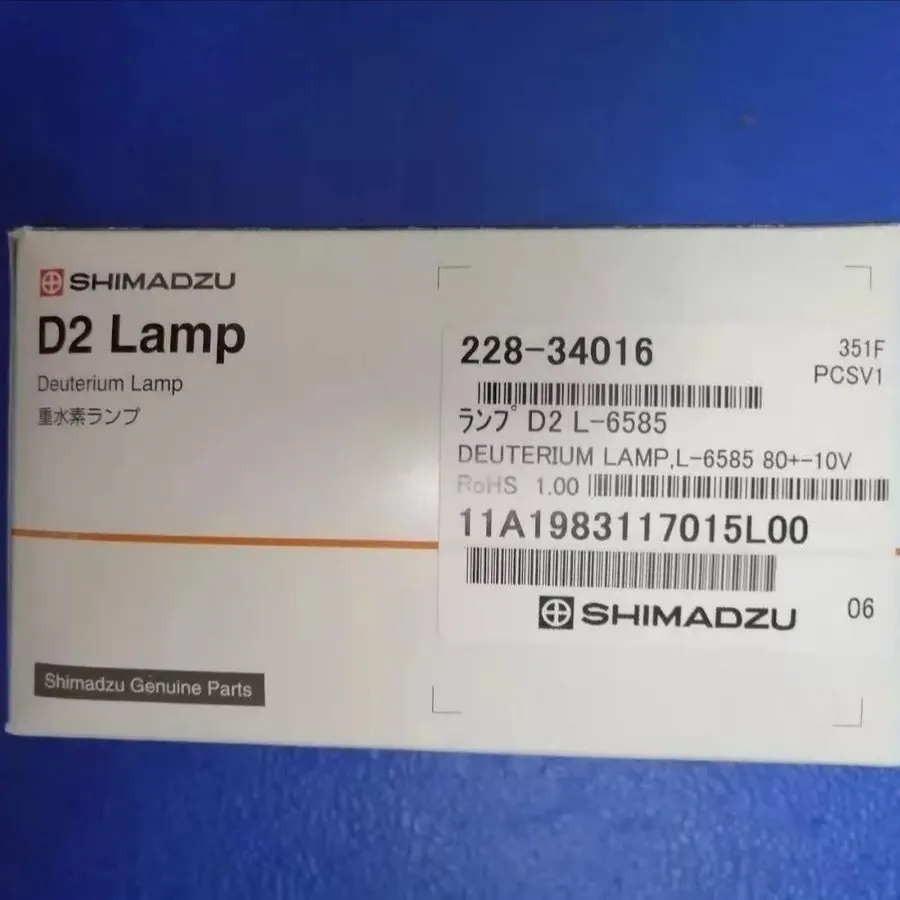 SHIMADZU
D2 Lamp
Deuterium Lamp
重水素ランプ
Shimadzu Genuine Parts
228-34016
351F
PCSV1
ランプ D2 L-6585
DEUTERIUM LAMP,L-6585 80+-10V
RoHS 1.00
11A1983117015L00
SHIMADZU
06